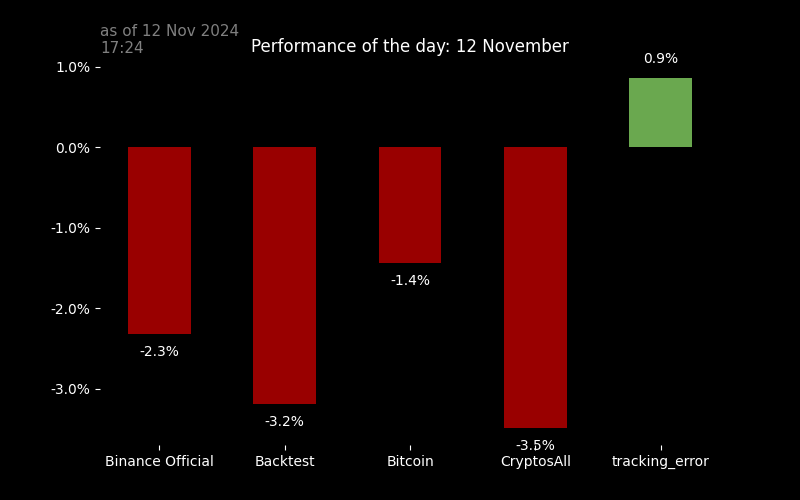 as of 12 Nov 2024
17:24
Performance of the day: 12 November
1.0%
0.0%
-1.0%
-2.0%
-3.0%
-2.3%
-3.2%
-1.4%
-3.5%
0.9%
Binance Official
Backtest
Bitcoin
CryptosAll
tracking_error